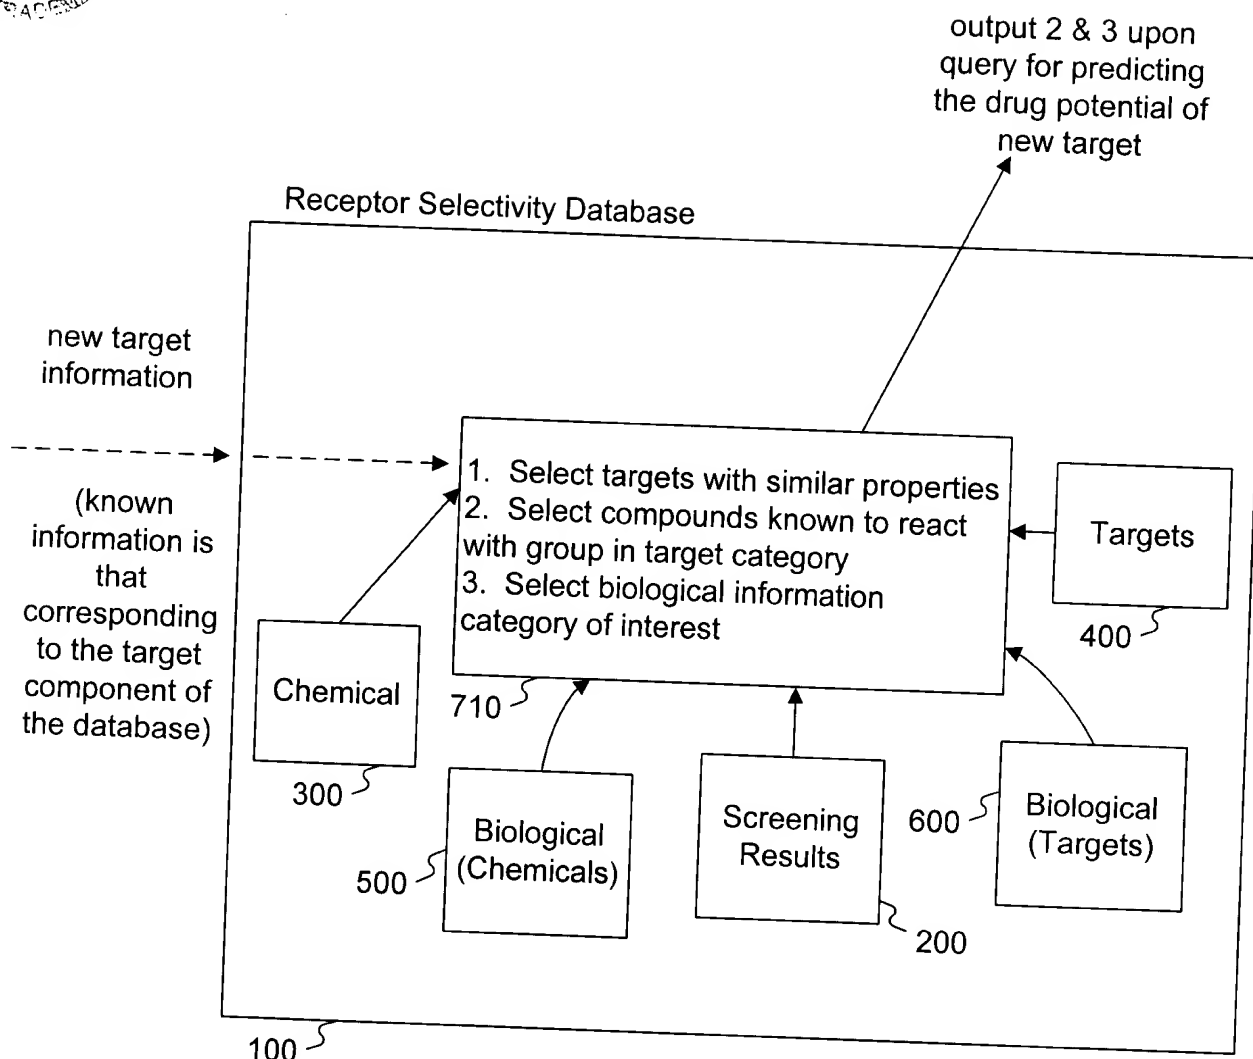 output 2 & 3 upon
query for predicting
the drug potential of
new target
Receptor Selectivity Database
new target
information
(known
information is
that
corresponding
to the target
component of
the database)
1. Select targets with similar properties
2. Select compounds known to react
with group in target category
3. Select biological information
category of interest
710
Targets
400
Chemical
300
Biological
(Chemicals)
500
Screening
Results
200
600
Biological
(Targets)
100